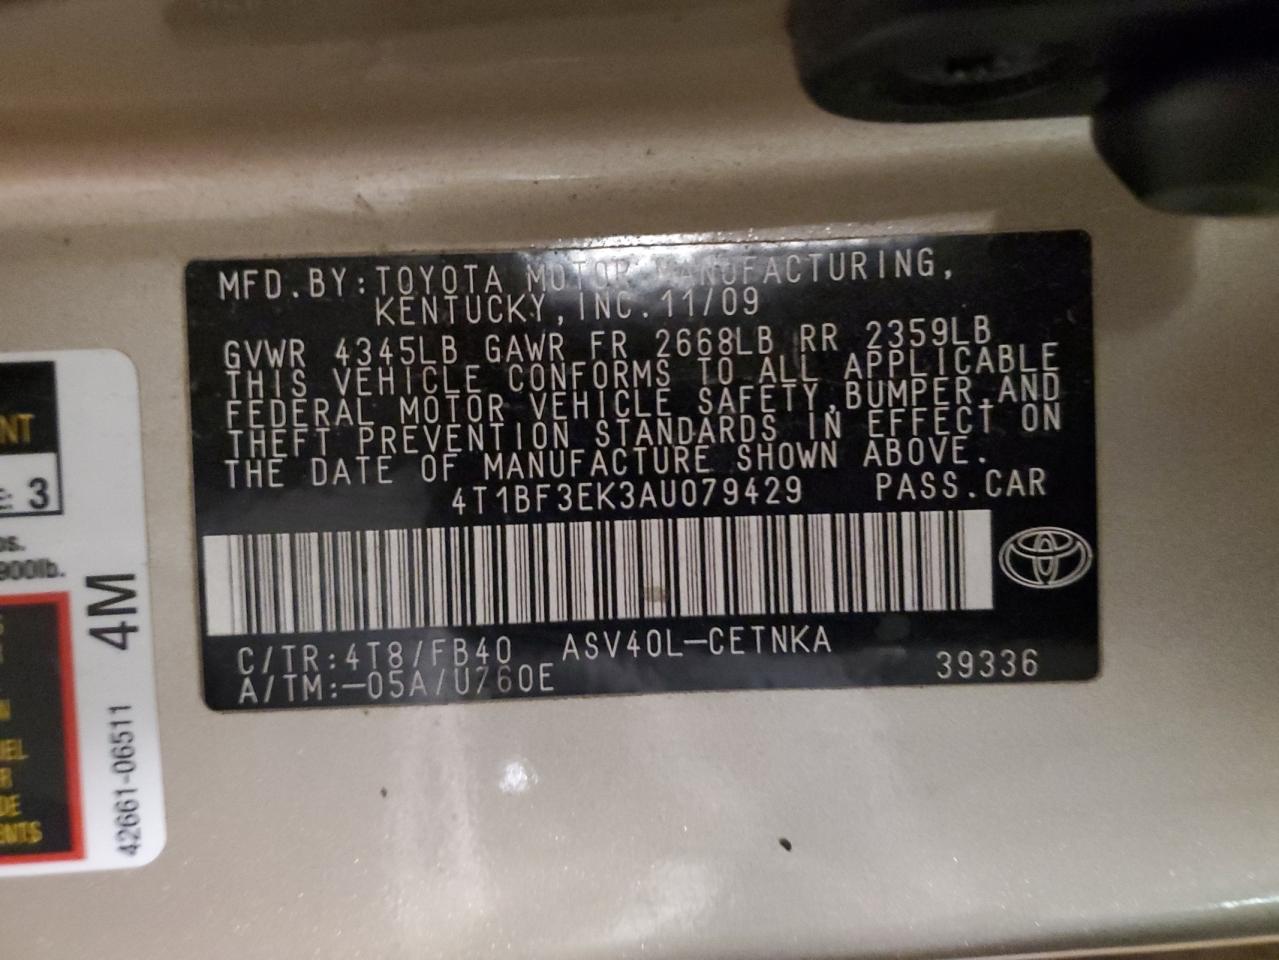 MFD.BY:TOYOTA MOTOR MANUFACTURING,
KENTUCKY,INC.11/09
GVWR 4345LB GAWR FR 2668LB RR 2359LB
THIS VEHICLE CONFORMS TO ALL APPLICABLE
FEDERAL MOTOR VEHICLE SAFETY,BUMPER,AND
THEFT PREVENTION STANDARDS IN EFFECT ON
THE DATE OF MANUFACTURE SHOWN ABOVE.
4T1BF3EK3AU079429 PASS.CAR
C/TR:4T8/FB40 ASV40L-CETNKA
A/TM:-05A/U760E 39336
NT
3
900lb.
4M
42661-06511